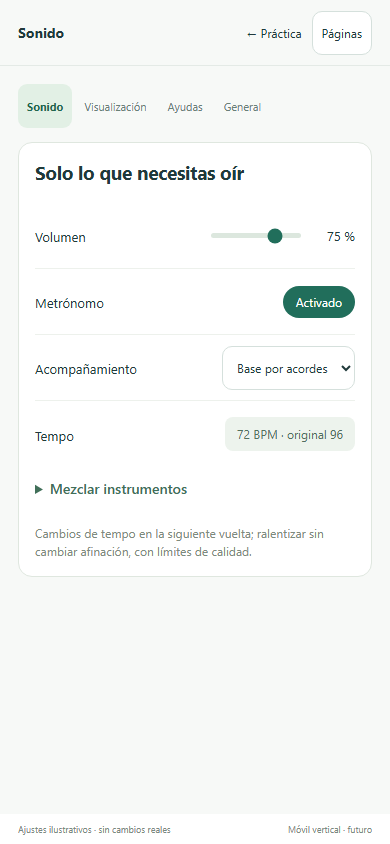 Sonido
← Práctica
Páginas
Sonido
Visualización
Ayudas
General
Solo lo que necesitas oír
Volumen
75 %
Metrónomo
Activado
Acompañamiento
Base por acordes
Tempo
72 BPM · original 96
Mezclar instrumentos
Cambios de tempo en la siguiente vuelta; ralentizar sin
cambiar afinación, con límites de calidad.
Ajustes ilustrativos · sin cambios reales
Móvil vertical · futuro